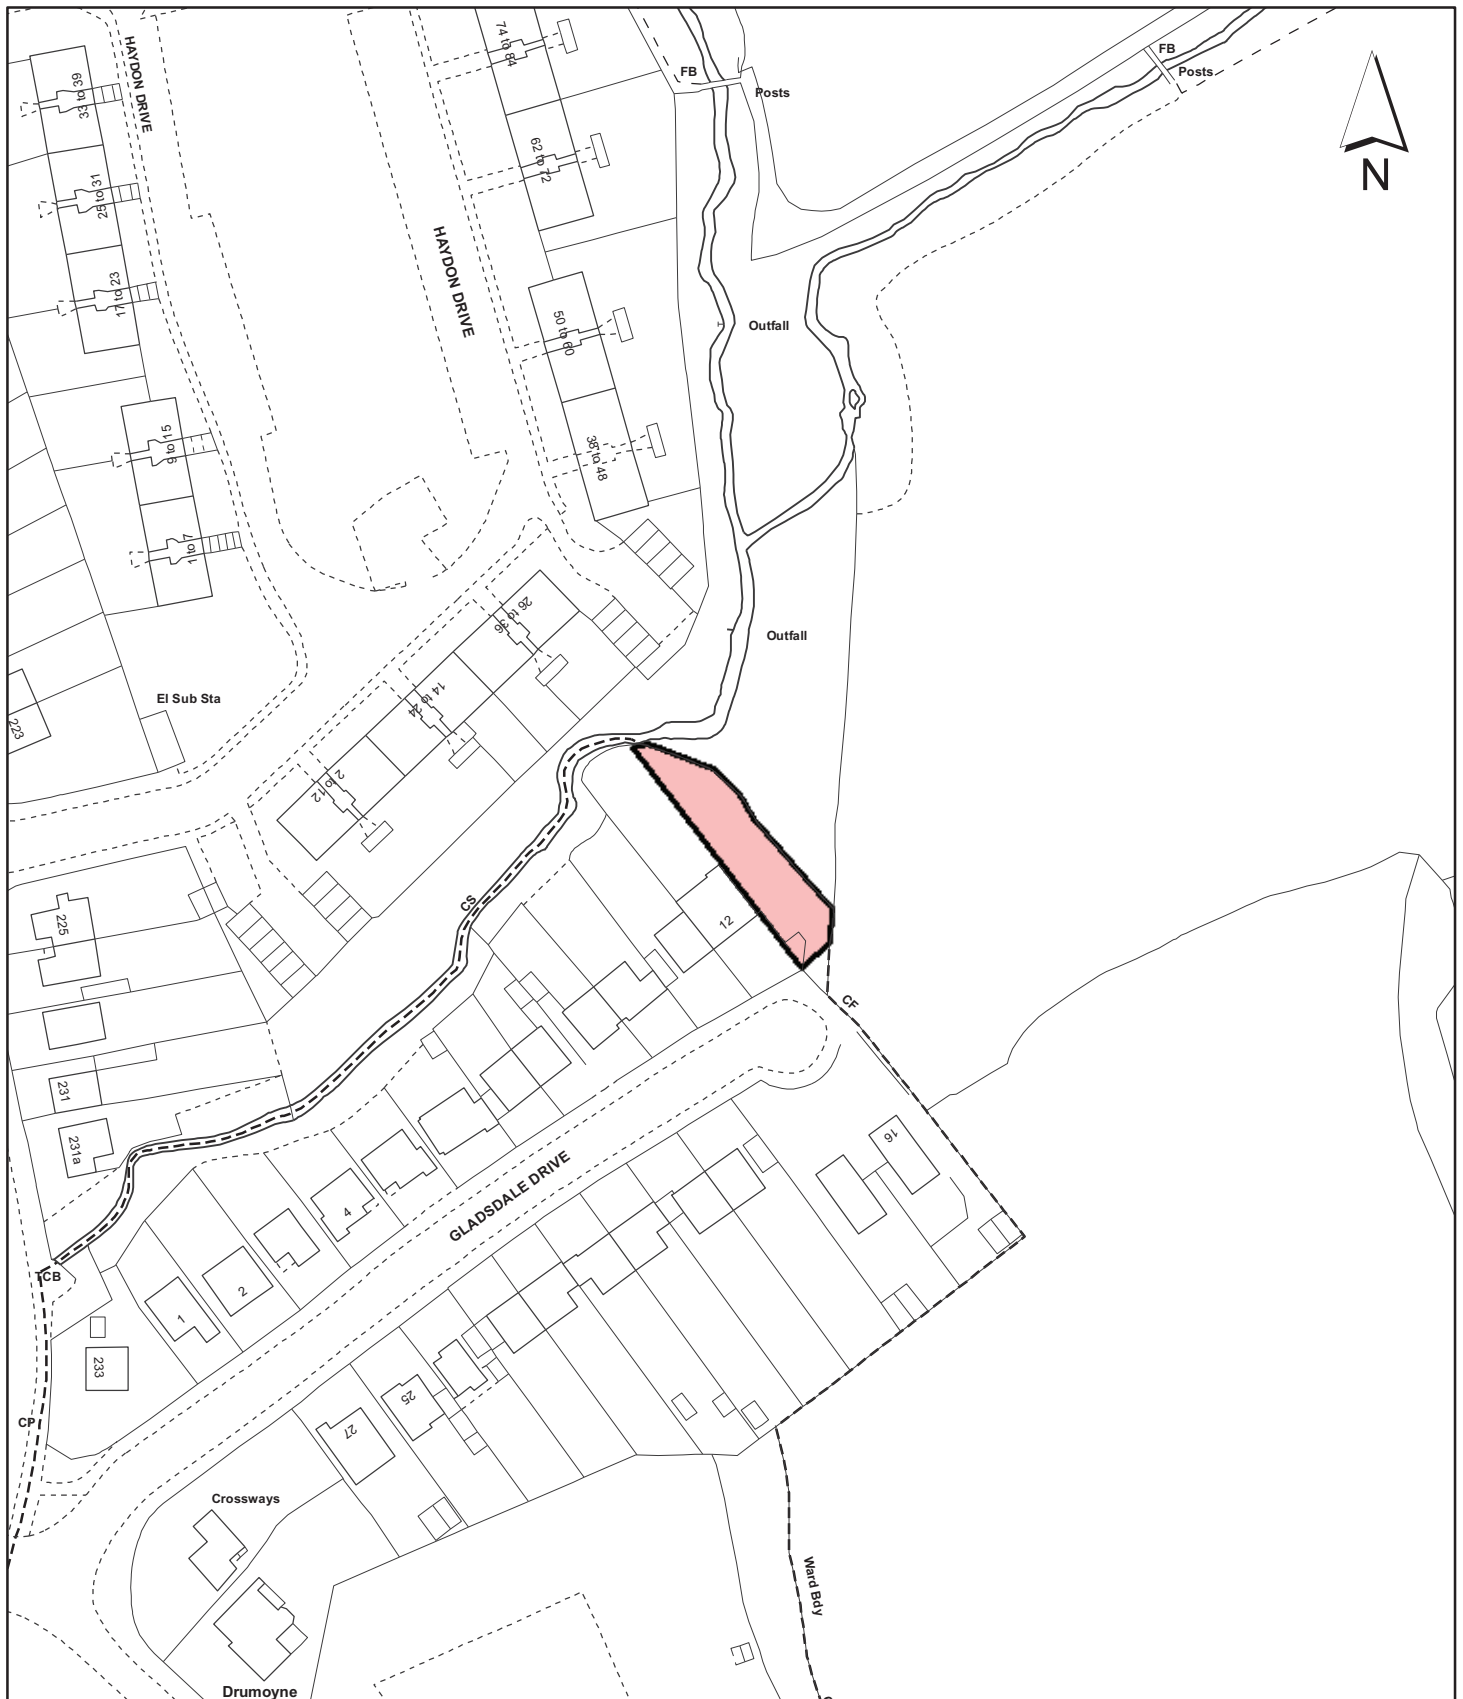 74 to 84
HAYDON DRIVE
33 to 39
FB
FB
Posts
Posts
62 to 72
N
25 to 31
HAYDON DRIVE
17 to 23
50 to 60
Outfall
9 to 15
38 to 48
1 to 7
26 to 36
Outfall
El Sub Sta
14 to 24
223
2 to 12
CS
225
12
CF
231
16
231a
4
GLADSDALE DRIVE
TCB
2
1
233
25
CP
27
Crossways
Ward Bdy
Drumoyne